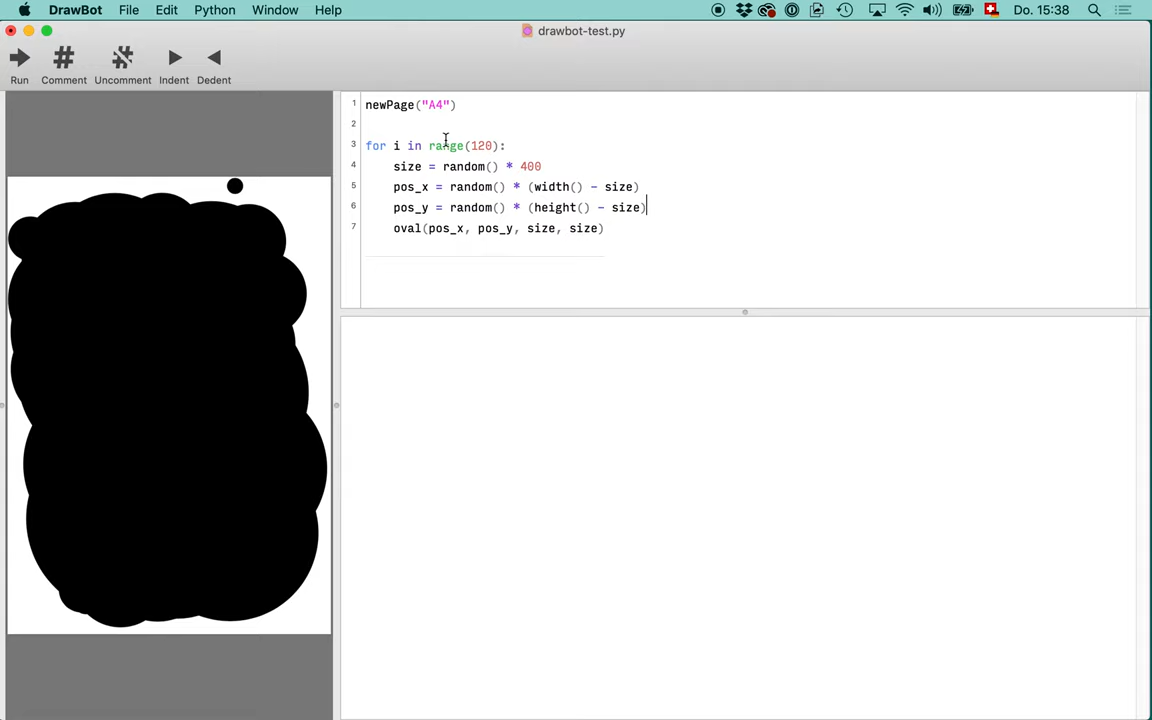 DrawBot File Edit Python Window Help Do. 15:38
drawbot-test.py
Run Comment Uncomment Indent Dedent
1 newPage("A4")
2
3 for i in range(120):
4     size = random() * 400
5     pos_x = random() * (width() - size)
6     pos_y = random() * (height() - size)
7     oval(pos_x, pos_y, size, size)